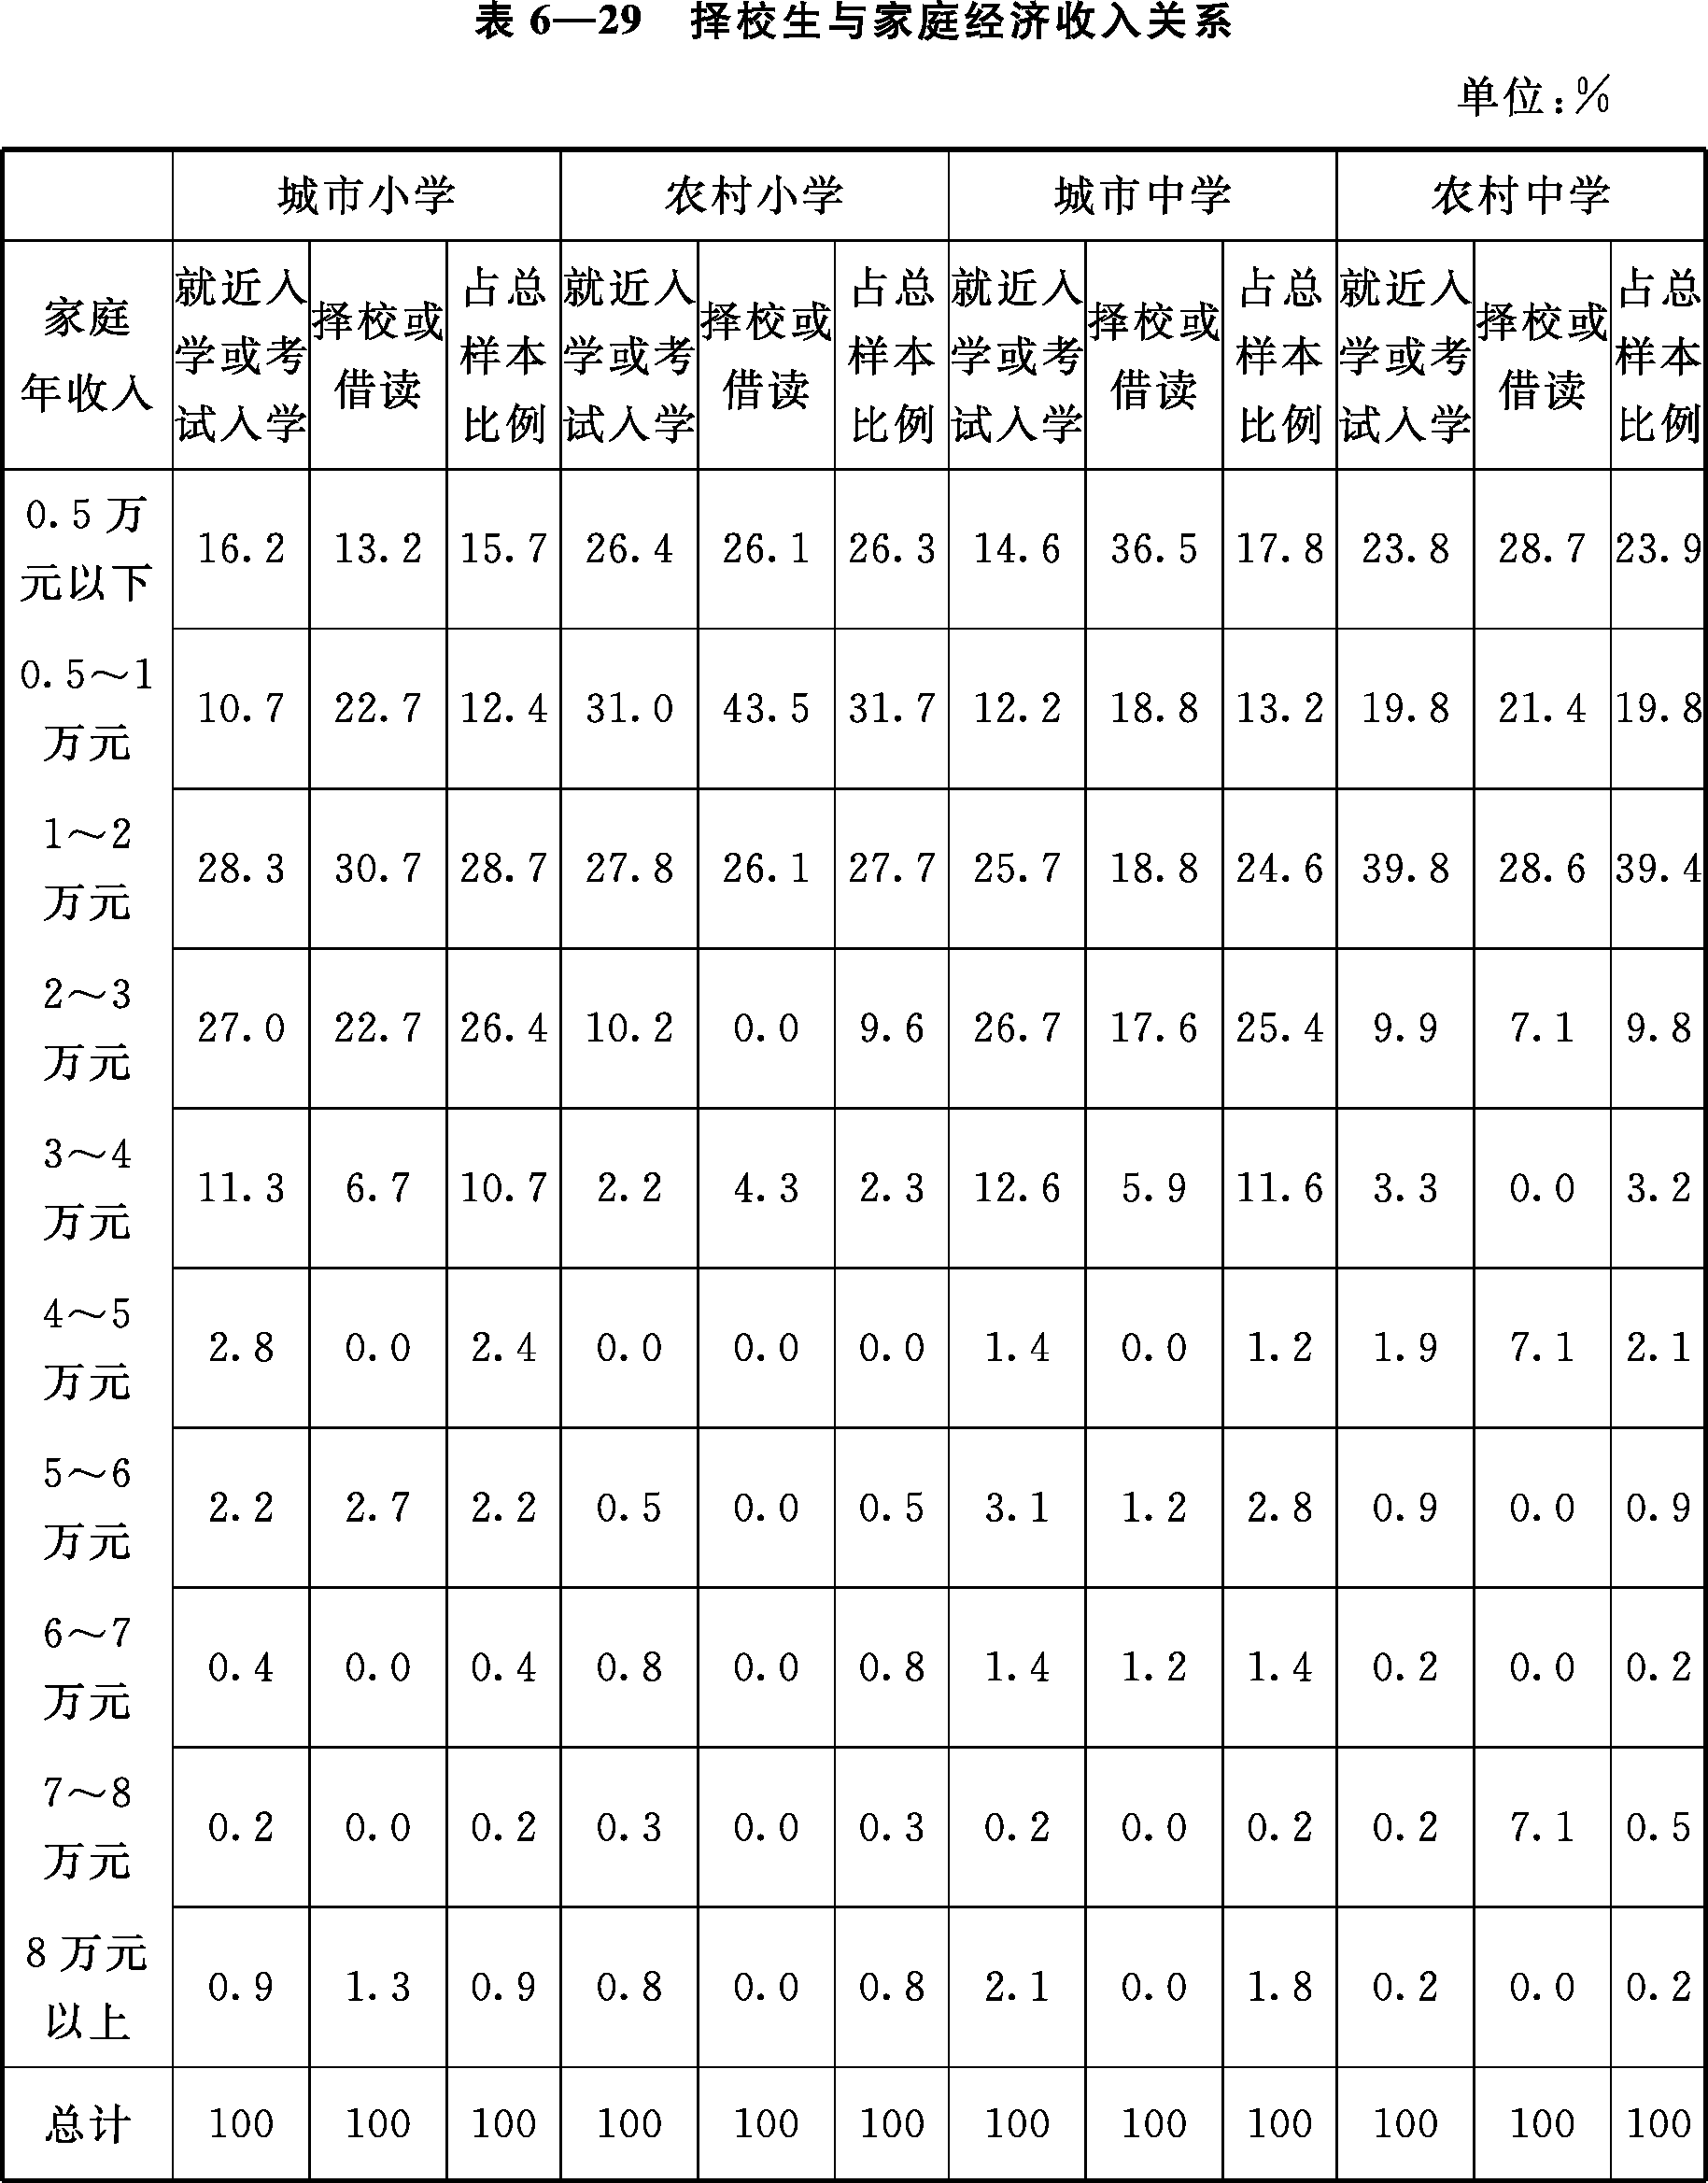 表 6—29 择校生与家庭经济收入关系
单位:%
城市小学 农村小学 城市中学 农村中学
家庭年收入 就近入学或考试入学 择校或借读 占总样本比例 就近入学或考试入学 择校或借读 占总样本比例 就近入学或考试入学 择校或借读 占总样本比例 就近入学或考试入学 择校或借读 占总样本比例
0.5万元以下 16.2 13.2 15.7 26.4 26.1 26.3 14.6 36.5 17.8 23.8 28.7 23.9
0.5～1万元 10.7 22.7 12.4 31.0 43.5 31.7 12.2 18.8 13.2 19.8 21.4 19.8
1～2万元 28.3 30.7 28.7 27.8 26.1 27.7 25.7 18.8 24.6 39.8 28.6 39.4
2～3万元 27.0 22.7 26.4 10.2 0.0 9.6 26.7 17.6 25.4 9.9 7.1 9.8
3～4万元 11.3 6.7 10.7 2.2 4.3 2.3 12.6 5.9 11.6 3.3 0.0 3.2
4～5万元 2.8 0.0 2.4 0.0 0.0 0.0 1.4 0.0 1.2 1.9 7.1 2.1
5～6万元 2.2 2.7 2.2 0.5 0.0 0.5 3.1 1.2 2.8 0.9 0.0 0.9
6～7万元 0.4 0.0 0.4 0.8 0.0 0.8 1.4 1.2 1.4 0.2 0.0 0.2
7～8万元 0.2 0.0 0.2 0.3 0.0 0.3 0.2 0.0 0.2 0.2 7.1 0.5
8万元以上 0.9 1.3 0.9 0.8 0.0 0.8 2.1 0.0 1.8 0.2 0.0 0.2
总计 100 100 100 100 100 100 100 100 100 100 100 100